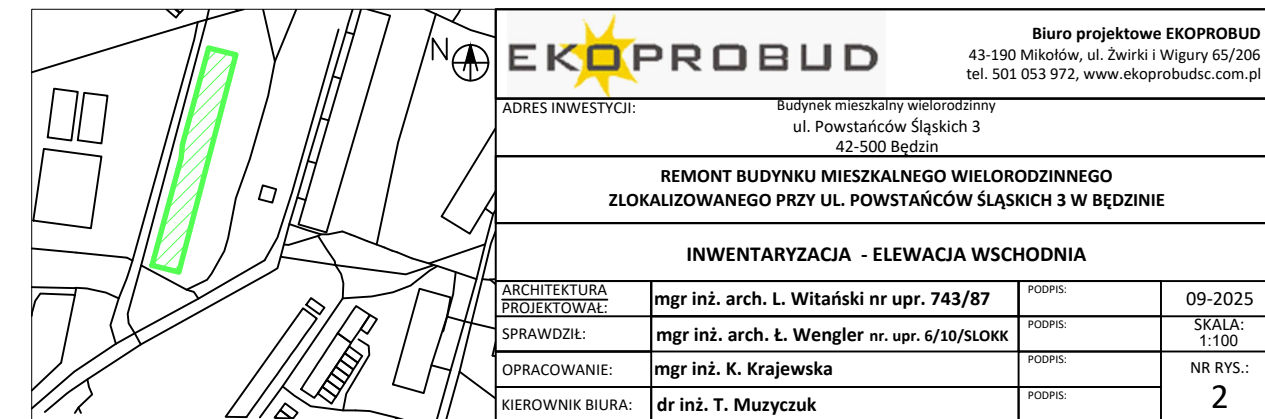 N
EKOPROBUD
Biuro projektowe EKOPROBUD
43-190 Mikołów, ul. Żwirki i Wigury 65/206
tel. 501 053 972, www.ekoprobudsc.com.pl
ADRES INWESTYCJI:
Budynek mieszkalny wielorodzinny
ul. Powstańców Śląskich 3
42-500 Będzin
REMONT BUDYNKU MIESZKALNEGO WIELORODZINNEGO
ZLOKALIZOWANEGO PRZY UL. POWSTAŃCÓW ŚLĄSKICH 3 W BĘDZINIE
INWENTARYZACJA - ELEWACJA WSCHODNIA
ARCHITEKTURA
PROJEKTOWAŁ:
mgr inż. arch. L. Witański nr upr. 743/87
PODPIS:
09-2025
SPRAWDZIŁ:
mgr inż. arch. Ł. Wengler nr. upr. 6/10/SLOKK
PODPIS:
SKALA:
1:100
OPRACOWANIE:
mgr inż. K. Krajewska
PODPIS:
NR RYS.:
2
KIEROWNIK BIURA:
dr inż. T. Muzyczuk
PODPIS: